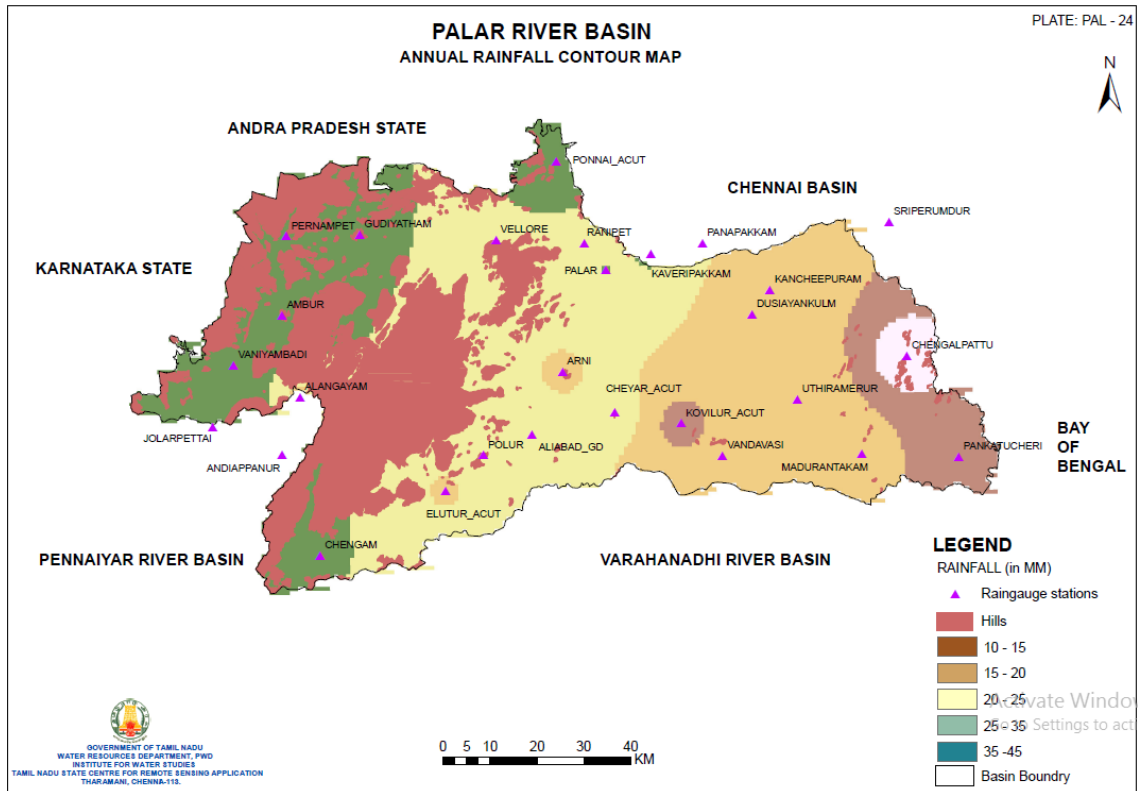 PALAR RIVER BASIN
ANNUAL RAINFALL CONTOUR MAP
PLATE: PAL - 24
N
ANDRA PRADESH STATE
PONNAI_ACUT
CHENNAI BASIN
SRIPERUMDUR
PERNAMPET
GUDIYATHAM
VELLORE
RANIPET
PANAPAKKAM
KARNATAKA STATE
PALAR
KAVERIPAKKAM
KANCHEEPURAM
AMBUR
DUSIAYANKULM
VANIYAMBADI
ARNI
CHENGALPATTU
ALANGAYAM
CHEYAR_ACUT
UTHIRAMERUR
KOVILUR_ACUT
JOLARPETTAI
POLUR
ALIABAD_GD
VANDAVASI
PANKATUCHERI
BAY
OF
BENGAL
ANDIAPPANUR
MADURANTAKAM
ELUTUR_ACUT
CHENGAM
PENNAIYAR RIVER BASIN
VARAHANADHI RIVER BASIN
LEGEND
RAINFALL (in MM)
Raingauge stations
Hills
10 - 15
15 - 20
20 - 25
25 - 35
35 -45
Basin Boundry
Activate Window
Go to Settings to acti
GOVERNMENT OF TAMIL NADU
WATER RESOURCES DEPARTMENT, PWD
INSTITUTE FOR WATER STUDIES
TAMIL NADU STATE CENTRE FOR REMOTE SENSING APPLICATION
THARAMANI, CHENNA-113.
0 5 10 20 30 40
KM